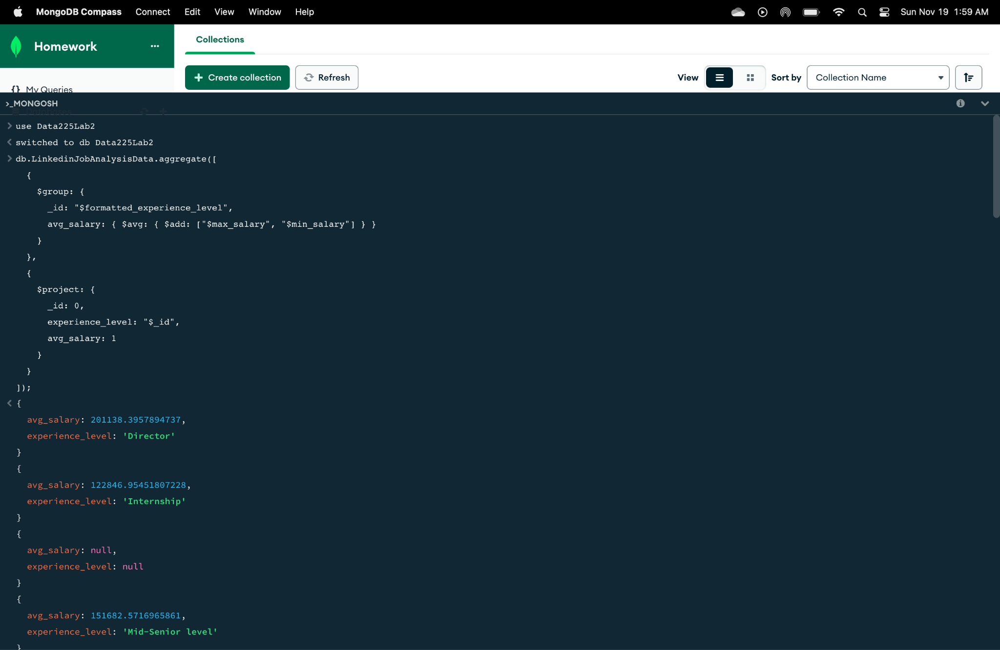 MongoDB Compass Connect Edit View Window Help Sun Nov 19 1:59 AM
Homework ...
Collections
+ Create collection Refresh View Sort by Collection Name
{} My Queries
>_MONGOSH
Databases
> use Data225Lab2
< switched to db Data225Lab2
> db.LinkedinJobAnalysisData.aggregate([
{
$group: {
_id: "$formatted_experience_level",
avg_salary: { $avg: { $add: ["$max_salary", "$min_salary"] } }
}
},
{
$project: {
_id: 0,
experience_level: "$_id",
avg_salary: 1
}
}
]);
< {
avg_salary: 201138.3957894737,
experience_level: 'Director'
}
{
avg_salary: 122846.95451807228,
experience_level: 'Internship'
}
{
avg_salary: null,
experience_level: null
}
{
avg_salary: 151682.5716965861,
experience_level: 'Mid-Senior level'
}